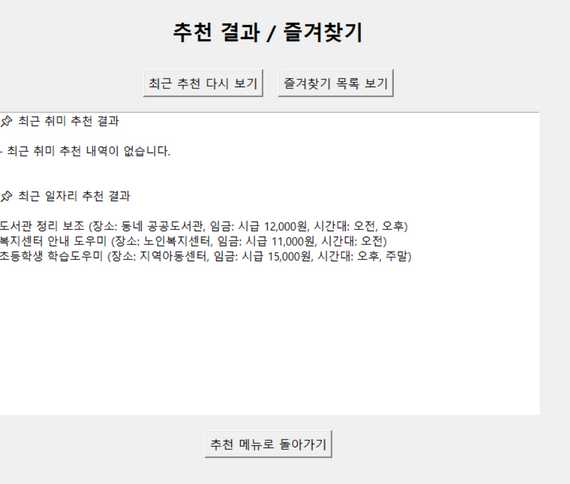 추천 결과 / 즐겨찾기
최근 추천 다시 보기
즐겨찾기 목록 보기
📌 최근 취미 추천 결과
- 최근 취미 추천 내역이 없습니다.
📌 최근 일자리 추천 결과
도서관 정리 보조 (장소: 동네 공공도서관, 임금: 시급 12,000원, 시간대: 오전, 오후)
복지센터 안내 도우미 (장소: 노인복지센터, 임금: 시급 11,000원, 시간대: 오전)
초등학생 학습도우미 (장소: 지역아동센터, 임금: 시급 15,000원, 시간대: 오후, 주말)
추천 메뉴로 돌아가기